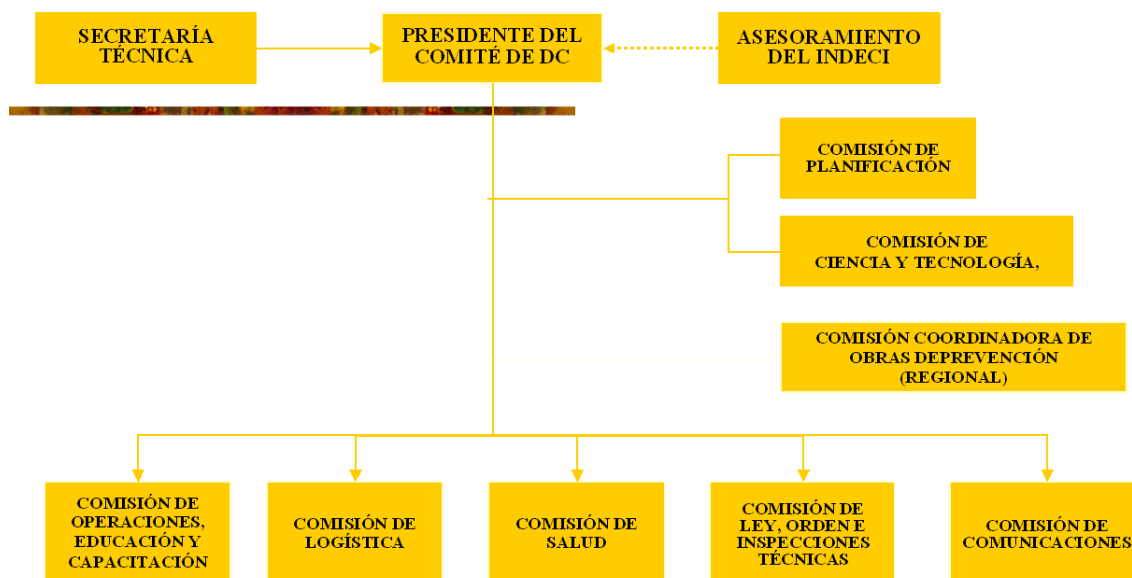 SECRETARÍA
TÉCNICA
PRESIDENTE DEL
COMITÉ DE DC
ASESORAMIENTO
DEL INDECI
COMISIÓN DE
PLANIFICACIÓN
COMISIÓN DE
CIENCIA Y TECNOLOGÍA,
COMISIÓN COORDINADORA DE
OBRAS DEPREVENCIÓN
(REGIONAL)
COMISIÓN DE
OPERACIONES,
EDUCACIÓN Y
CAPACITACIÓN
COMISIÓN DE
LOGÍSTICA
COMISIÓN DE
SALUD
COMISIÓN DE
LEY, ORDEN E
INSPECCIONES
TÉCNICAS
COMISIÓN DE
COMUNICACIONES